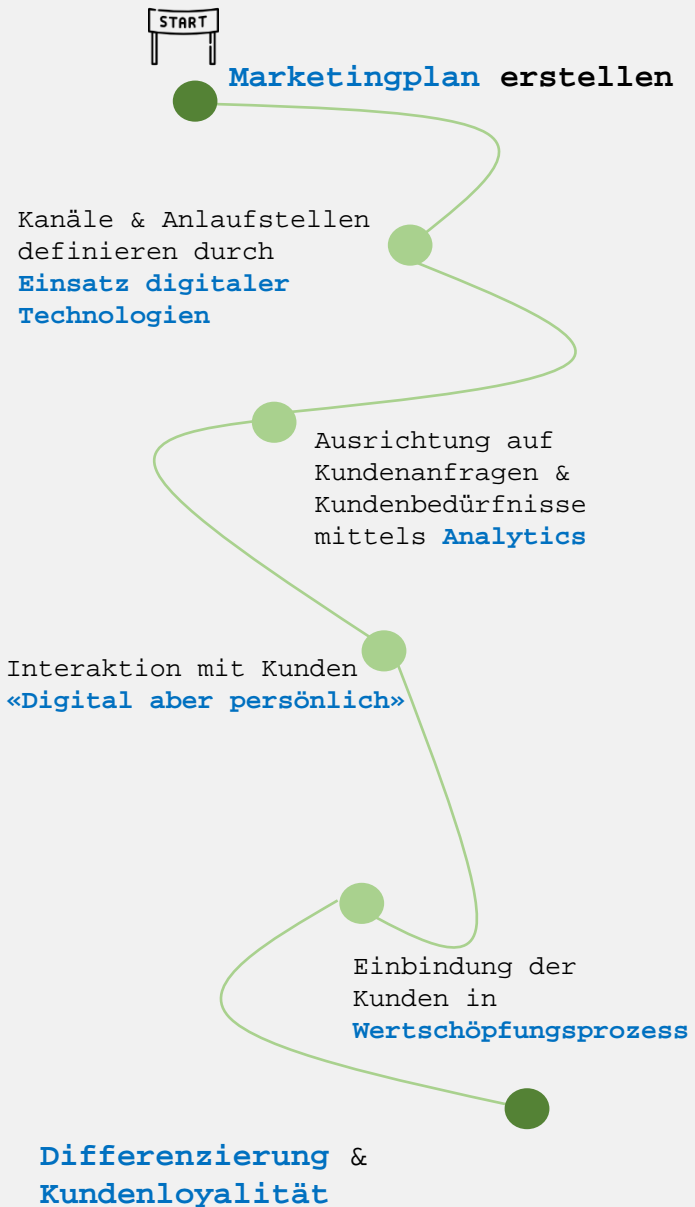 START
Marketingplan erstellen
Kanäle & Anlaufstellen
definieren durch
Einsatz digitaler
Technologien
Ausrichtung auf
Kundenanfragen &
Kundenbedürfnisse
mittels Analytics
Interaktion mit Kunden
«Digital aber persönlich»
Einbindung der
Kunden in
Wertschöpfungsprozess
Differenzierung &
Kundenloyalität